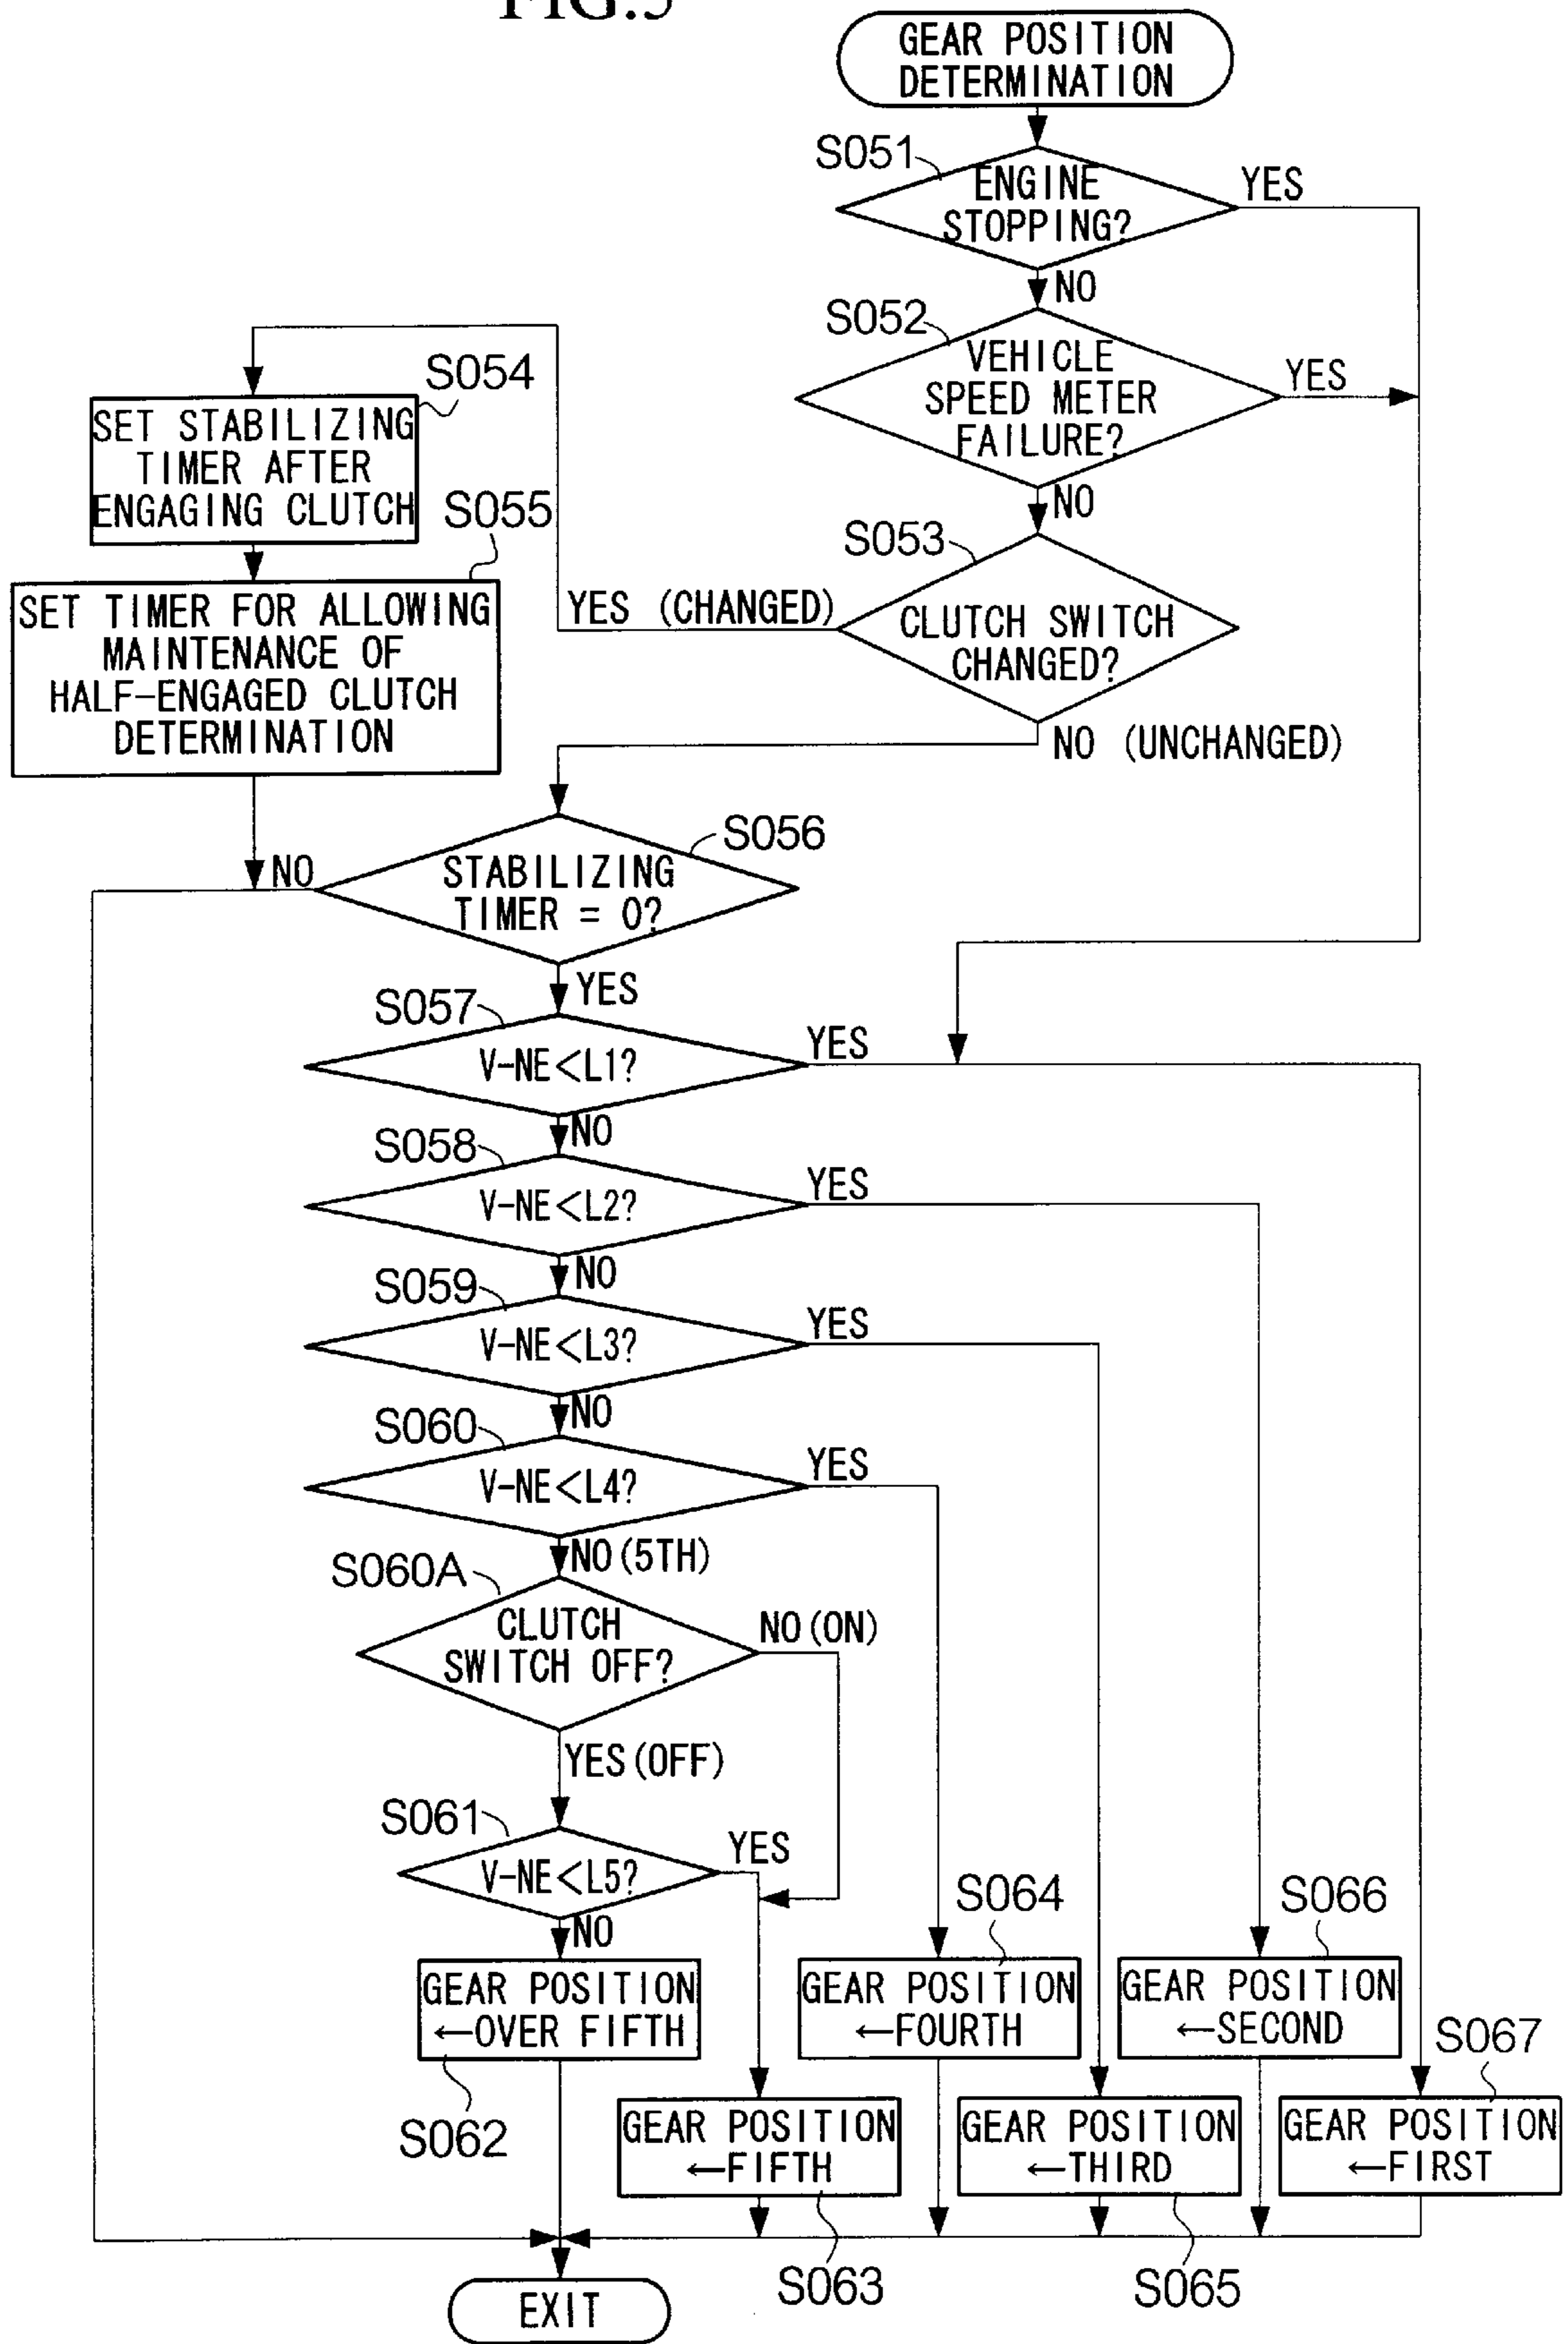 FIG.5
GEAR POSITION
DETERMINATION
S051
ENGINE
STOPPING?
YES
NO
S052
VEHICLE
SPEED METER
FAILURE?
YES
NO
S053
CLUTCH SWITCH
CHANGED?
YES (CHANGED)
NO (UNCHANGED)
S054
SET STABILIZING
TIMER AFTER
ENGAGING CLUTCH
S055
SET TIMER FOR ALLOWING
MAINTENANCE OF
HALF-ENGAGED CLUTCH
DETERMINATION
S056
STABILIZING
TIMER = 0?
NO
YES
S057
V-NE<L1?
YES
NO
S058
V-NE<L2?
YES
NO
S059
V-NE<L3?
YES
NO
S060
V-NE<L4?
YES
NO(5TH)
S060A
CLUTCH
SWITCH OFF?
NO(ON)
YES(OFF)
S061
V-NE<L5?
YES
NO
GEAR POSITION
←OVER FIFTH
S062
GEAR POSITION
←FIFTH
S063
S064
GEAR POSITION
←FOURTH
GEAR POSITION
←THIRD
S065
S066
GEAR POSITION
←SECOND
S067
GEAR POSITION
←FIRST
EXIT